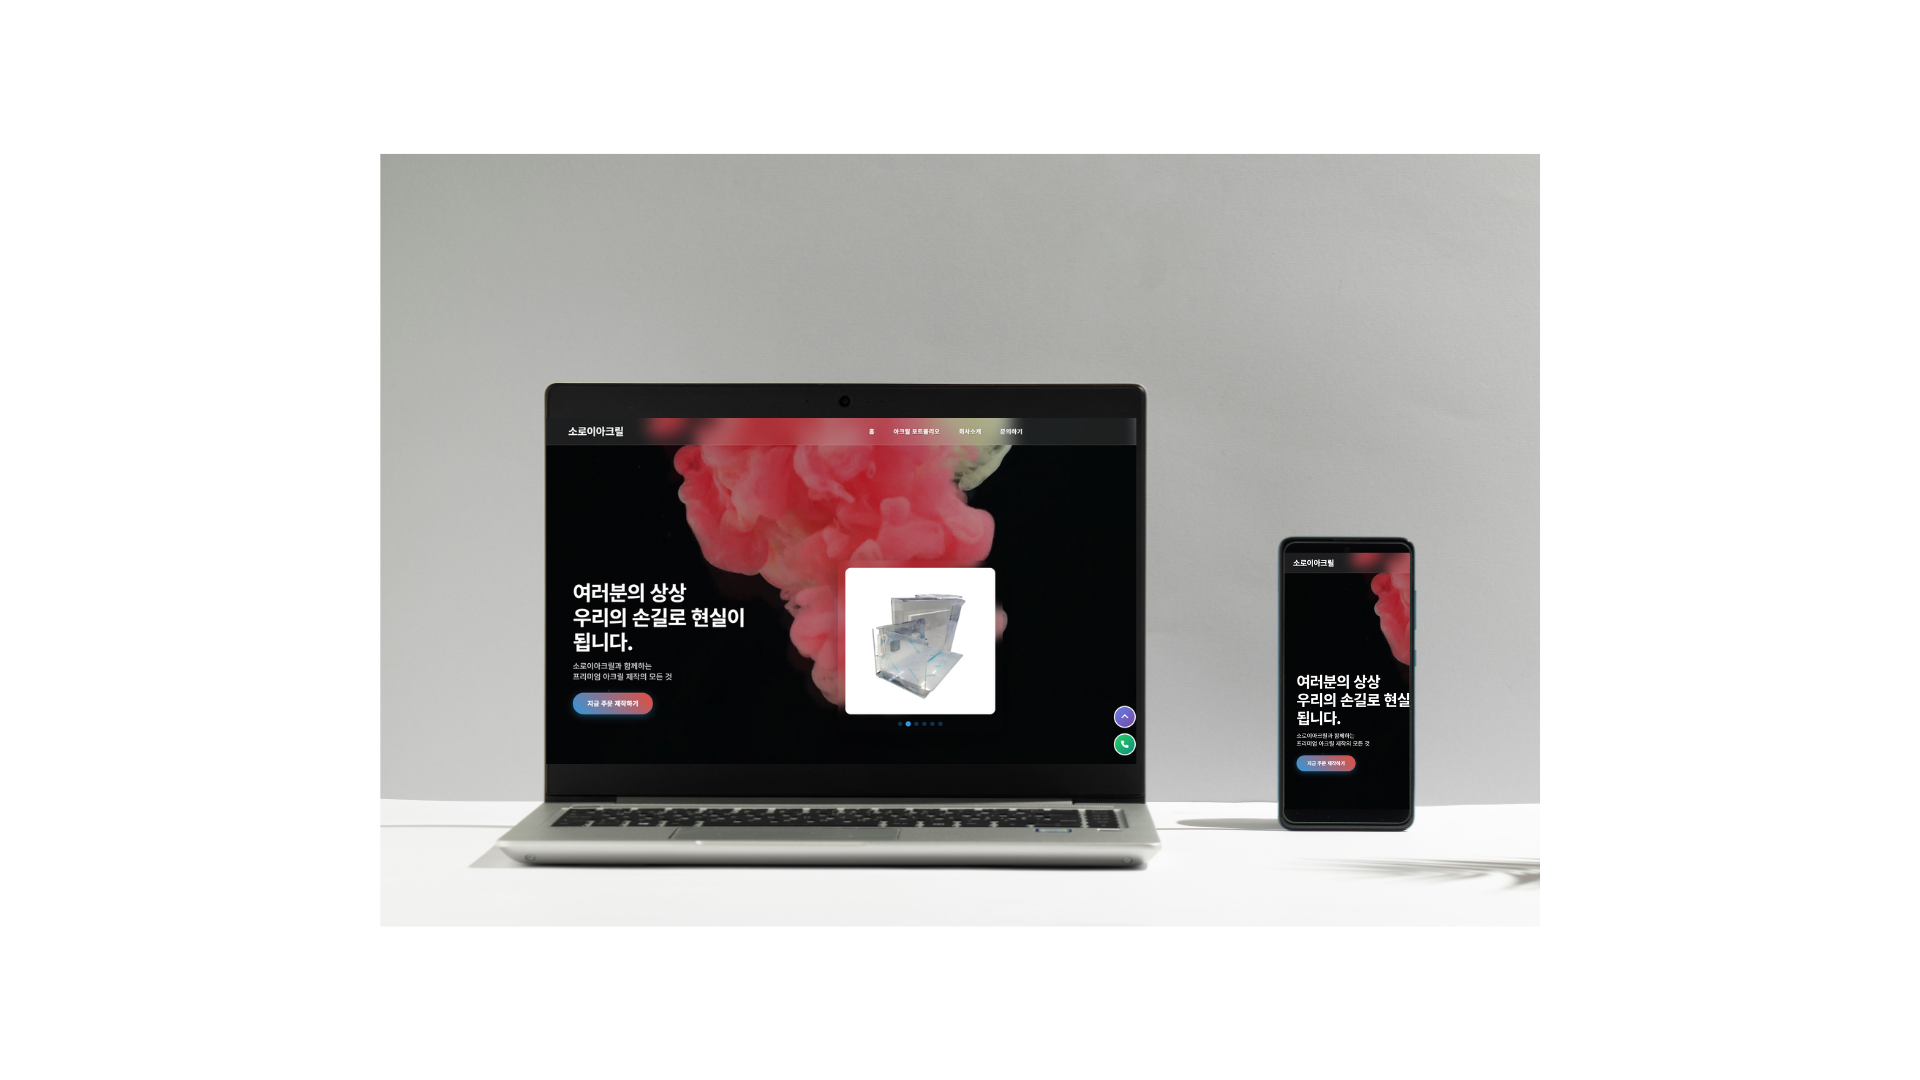 소로이아크릴
홈 아크릴 포트폴리오 회사소개 문의하기
여러분의 상상
우리의 손길로 현실이
됩니다.
소로이아크릴과 함께하는
프리미엄 아크릴 제작의 모든 것
지금 주문 제작하기
소로이아크릴
여러분의 상상
우리의 손길로 현실
됩니다.
소로이아크릴과 함께하는
프리미엄 아크릴 제작의 모든 것
지금 주문 제작하기